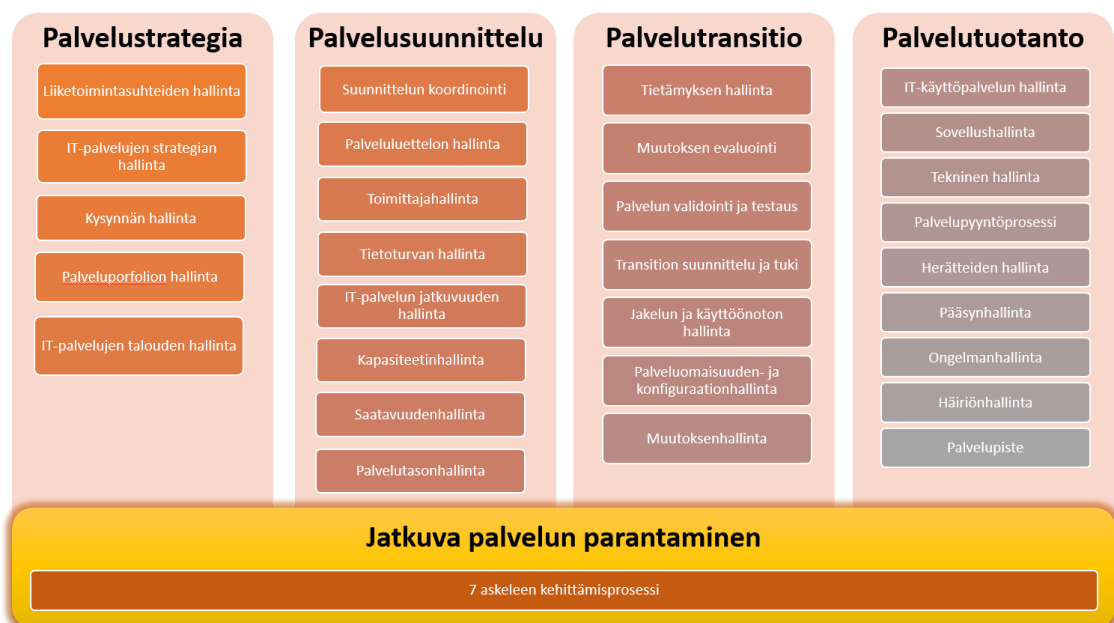 Palvelustrategia
Liiketoimintasuhteiden hallinta
IT-palvelujen strategian
hallinta
Kysynnän hallinta
Palveluporfolion hallinta
IT-palvelujen talouden hallinta
Palvelusuunnittelu
Suunnittelun koordinointi
Palveluluettelon hallinta
Toimittajahallinta
Tietoturvan hallinta
IT-palvelun jatkuvuuden
hallinta
Kapasiteetinhallinta
Saatavuudenhallinta
Palvelutasonhallinta
Palvelutransitio
Tietämyksen hallinta
Muutoksen evaluointi
Palvelun validointi ja testaus
Transition suunnittelu ja tuki
Jakelun ja käyttöönoton
hallinta
Palveluomaisuuden- ja
konfiguraationhallinta
Muutoksenhallinta
Palvelutuotanto
IT-käyttöpalvelun hallinta
Sovellushallinta
Tekninen hallinta
Palvelupyyntöprosessi
Herätteiden hallinta
Pääsynhallinta
Ongelmanhallinta
Häiriönhallinta
Palvelupiste
Jatkuva palvelun parantaminen
7 askeleen kehittämisprosessi